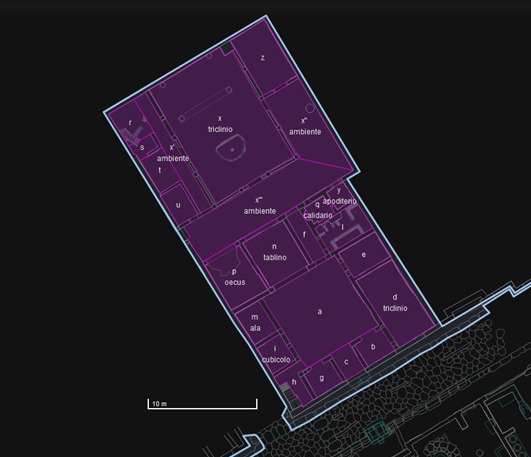 z
x
triclinio
x''
ambiente
r
s
x'
ambiente
t
u
x'''
ambiente
y
apoditerio
q
calidario
f
l
n
tablino
e
p
oecus
d
triclinio
a
m
ala
i
cubicolo
b
c
g
h
10 m